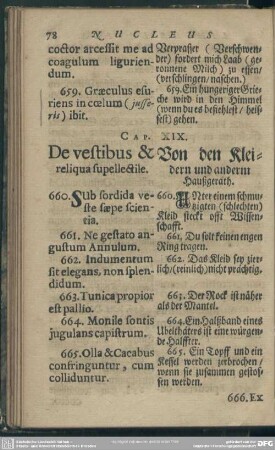 78 NUCLEUS
coctor arcessit me ad
coagulum ligurien-
dum.
659. Græculus esu-
riens in cœlum (jusse-
ris) ibit.
Verprasser (Verschwen-
der) fordert mich Laab (ge-
ronnene Milch) zu essen/
(verschlingen/naschen.)
659. Ein hungeriger Grie-
che wird in den Himmel
(wenn du es befiehlest/heis-
sest) gehen.
CAP. XIX.
De vestibus &
reliqua supellectile.
Von den Klei-
dern und anderm
Haußgeräth.
660. Sub sordida ve-
ste sæpe scien-
tia.
661. Ne gestato an-
gustum Annulum.
662. Indumentum
sit elegans, non splen-
didum.
663. Tunica propior
est pallio.
664. Monile fontis
jugulans capistrum.
665. Olla & Cacabus
confringuntur, cum
colliduntur.
660. Unter einem schmu-
tzigten (schlechten)
Kleid steckt offt Wissen-
schafft.
661. Du solt keinen engen
Ring tragen.
662. Das Kleid sey zier-
lich/(reinlich) nicht prächtig.
663. Der Rock ist näher
als der Mantel.
664. Ein Halßband eines
Ubelthäters ist eine würgen-
de Halffter.
665. Ein Topff und ein
Kessel werden zerbrochen/
wenn sie zusammen gestos-
sen werden.
666. Ex